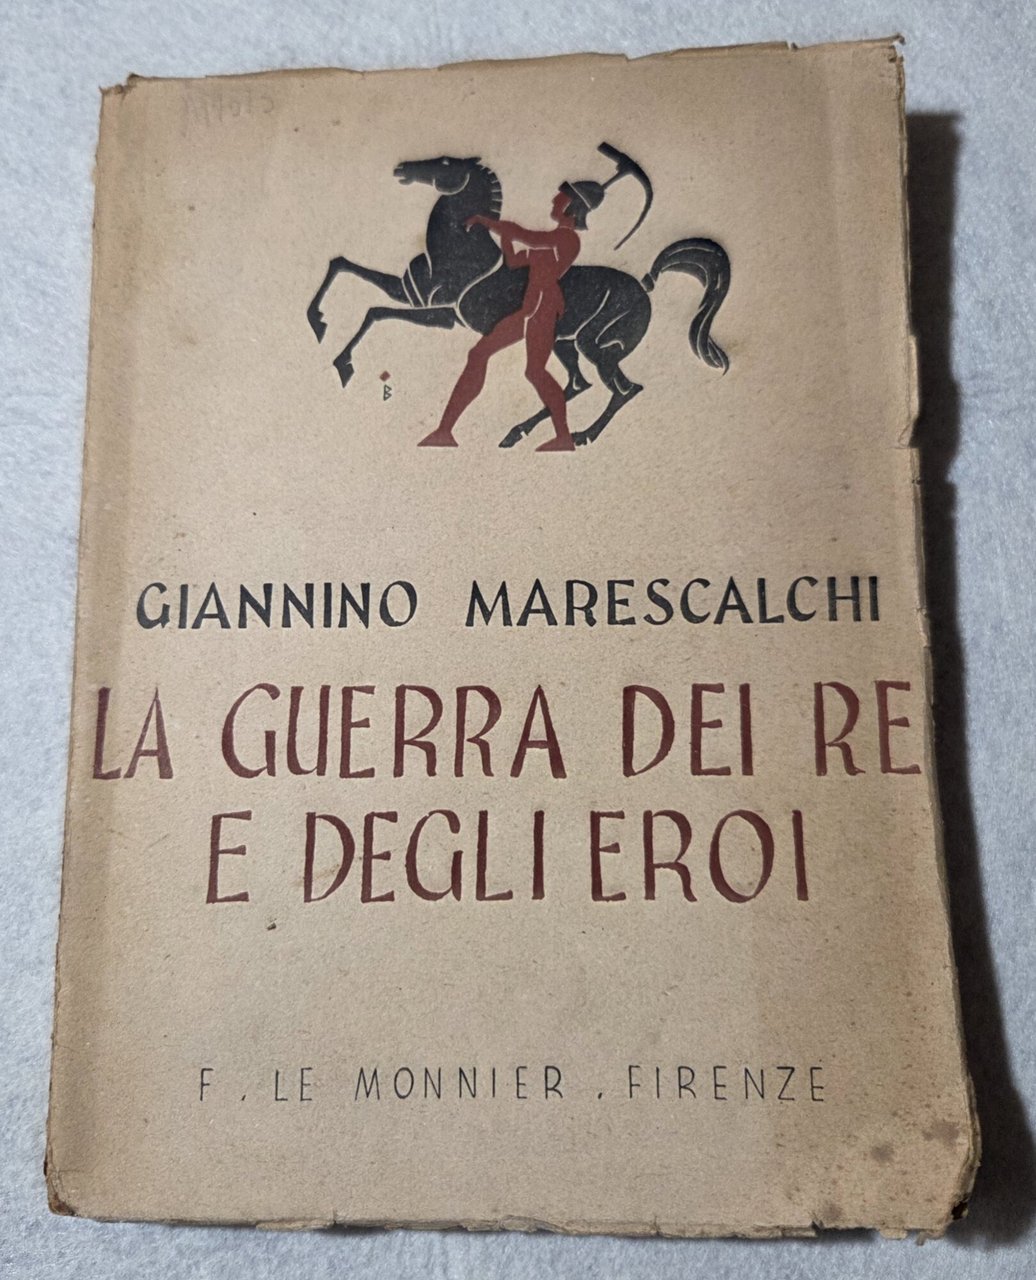 B
GIANNINO MARESCALCHI
LA GUERRA DEI RE
E DEGLI EROI
F. LE MONNIER. FIRENZE